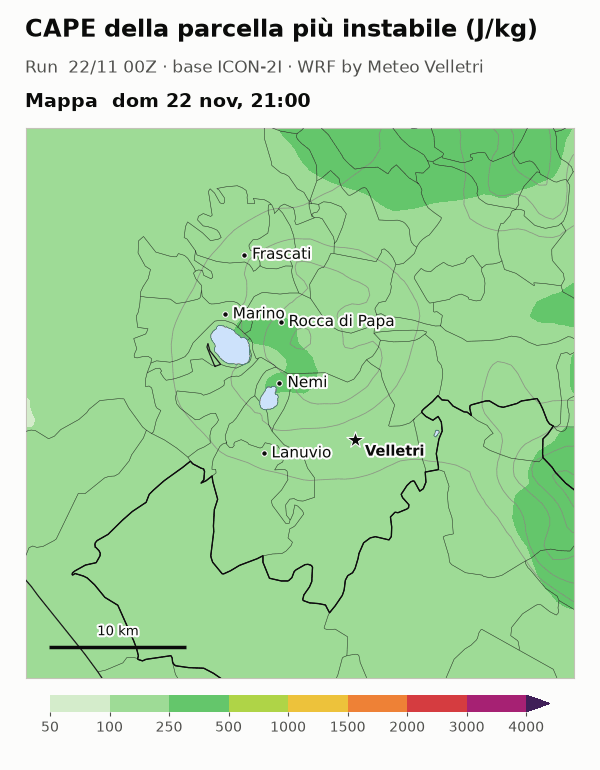 CAPE della parcella più instabile (J/kg)
Run  22/11 00Z · base ICON-2I · WRF by Meteo Velletri
Mappa  dom 22 nov, 21:00
Frascati
Marino
Rocca di Papa
Nemi
Velletri
Lanuvio
10 km
50 100 250 500 1000 1500 2000 3000 4000